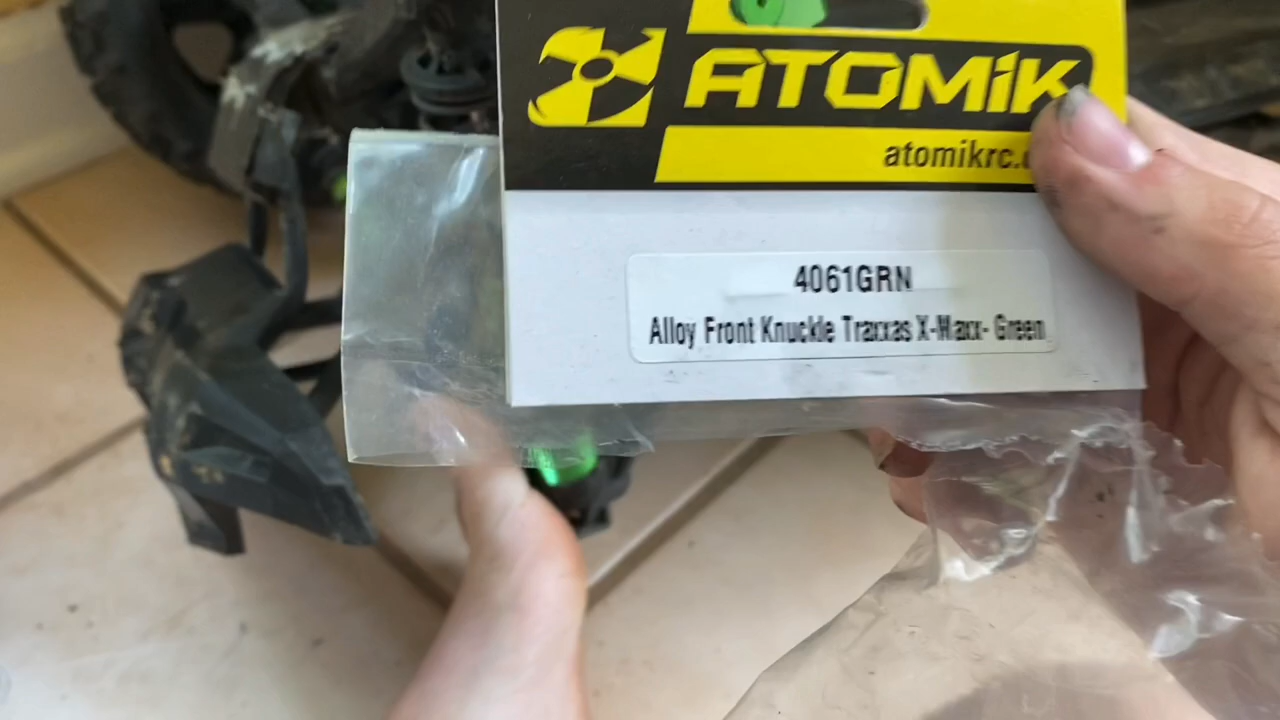 ATOMiK
atomikrc.
4061GRN
Alloy Front Knuckle Traxxas X-Maxx- Green